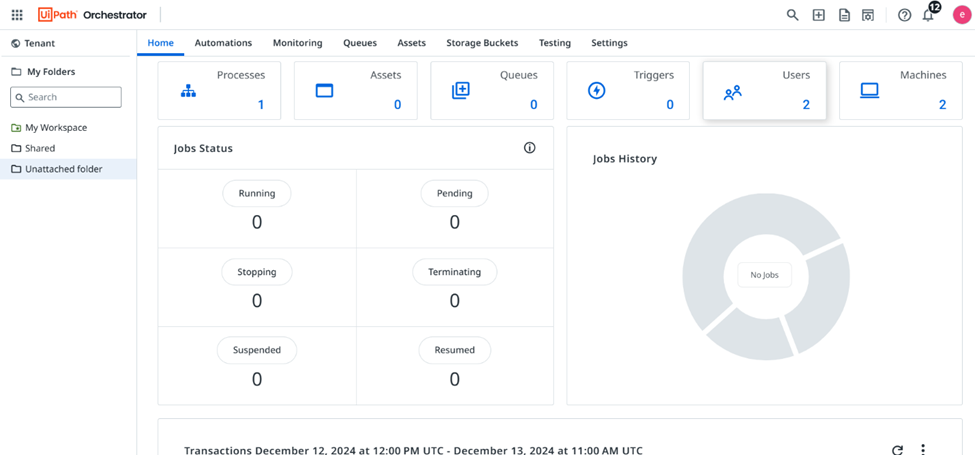 UiPath Orchestrator
12
e
Tenant
Home Automations Monitoring Queues Assets Storage Buckets Testing Settings
My Folders
Search
My Workspace
Shared
Unattached folder
Processes 1
Assets 0
Queues 0
Triggers 0
Users 2
Machines 2
Jobs Status
Running
0
Pending
0
Stopping
0
Terminating
0
Suspended
0
Resumed
0
Jobs History
No Jobs
Transactions December 12, 2024 at 12:00 PM UTC - December 13, 2024 at 11:00 AM UTC